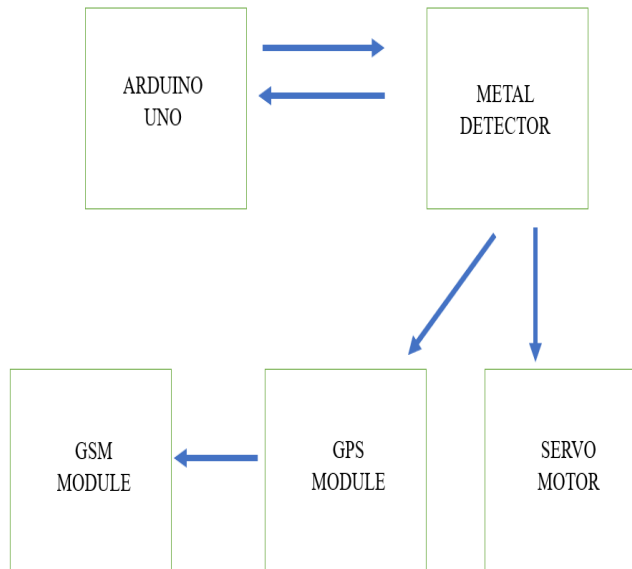 ARDUINO
UNO
METAL
DETECTOR
GSM
MODULE
GPS
MODULE
SERVO
MOTOR